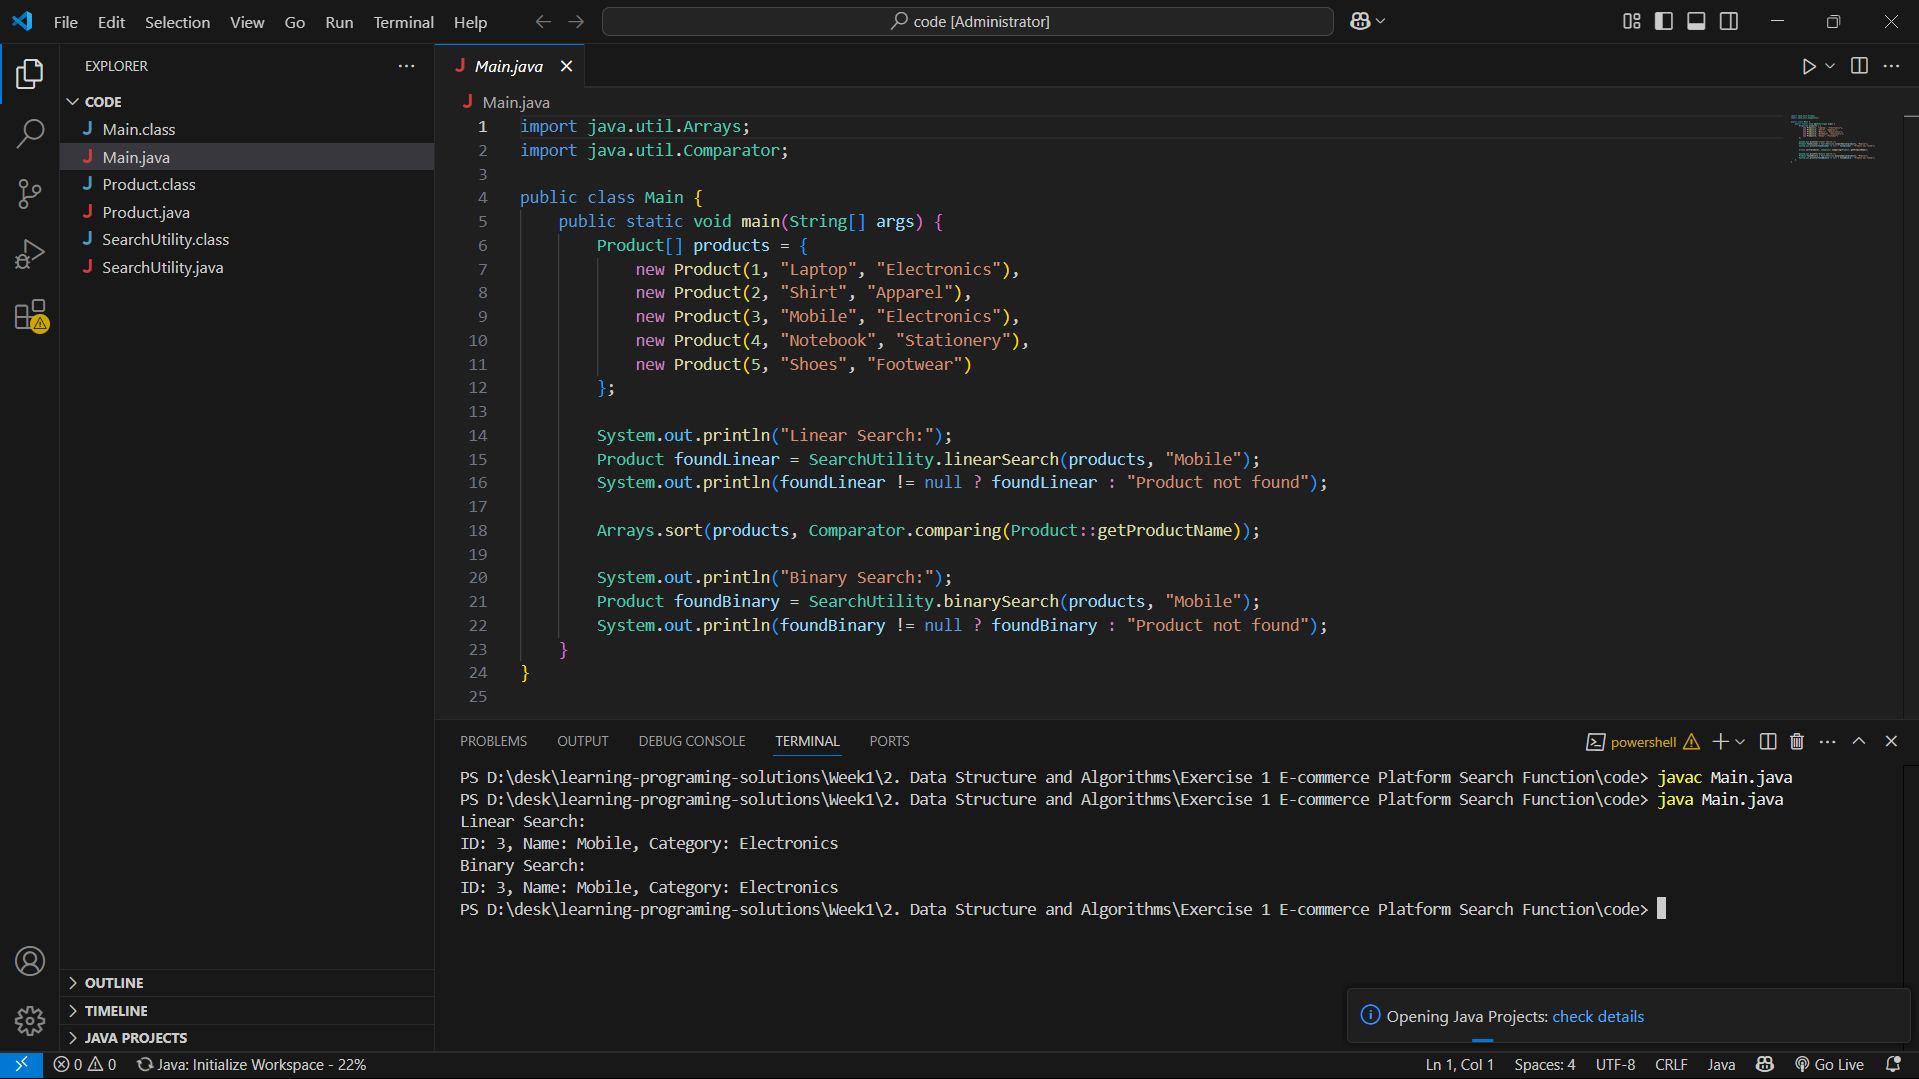 File Edit Selection View Go Run Terminal Help
code [Administrator]
EXPLORER
CODE
Main.class
Main.java
Product.class
Product.java
SearchUtility.class
SearchUtility.java
OUTLINE
TIMELINE
JAVA PROJECTS
Main.java
Main.java
1 import java.util.Arrays;
2 import java.util.Comparator;
3
4 public class Main {
5     public static void main(String[] args) {
6         Product[] products = {
7             new Product(1, "Laptop", "Electronics"),
8             new Product(2, "Shirt", "Apparel"),
9             new Product(3, "Mobile", "Electronics"),
10             new Product(4, "Notebook", "Stationery"),
11             new Product(5, "Shoes", "Footwear")
12         };
13
14         System.out.println("Linear Search:");
15         Product foundLinear = SearchUtility.linearSearch(products, "Mobile");
16         System.out.println(foundLinear != null ? foundLinear : "Product not found");
17
18         Arrays.sort(products, Comparator.comparing(Product::getProductName));
19
20         System.out.println("Binary Search:");
21         Product foundBinary = SearchUtility.binarySearch(products, "Mobile");
22         System.out.println(foundBinary != null ? foundBinary : "Product not found");
23     }
24 }
25
PROBLEMS OUTPUT DEBUG CONSOLE TERMINAL PORTS
powershell
PS D:\desk\learning-programing-solutions\Week1\2. Data Structure and Algorithms\Exercise 1 E-commerce Platform Search Function\code> javac Main.java
PS D:\desk\learning-programing-solutions\Week1\2. Data Structure and Algorithms\Exercise 1 E-commerce Platform Search Function\code> java Main.java
Linear Search:
ID: 3, Name: Mobile, Category: Electronics
Binary Search:
ID: 3, Name: Mobile, Category: Electronics
PS D:\desk\learning-programing-solutions\Week1\2. Data Structure and Algorithms\Exercise 1 E-commerce Platform Search Function\code>
Opening Java Projects: check details
0 0 Java: Initialize Workspace - 22%
Ln 1, Col 1 Spaces: 4 UTF-8 CRLF Java Go Live